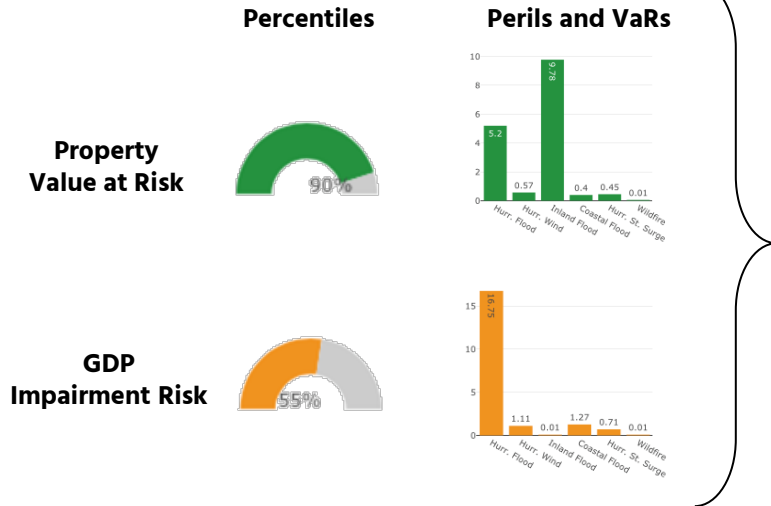 Percentiles
Perils and VaRs
Property
Value at Risk
90%
10
8
6
4
2
0
5.2
0.57
9.78
0.4
0.45
0.01
Hurr. Flood
Hurr. Wind
Inland Flood
Coastal Flood
Hurr. St. Surge
Wildfire
GDP
Impairment Risk
55%
15
10
5
0
16.75
1.11
0.01
1.27
0.71
0.01
Hurr. Flood
Hurr. Wind
Inland Flood
Coastal Flood
Hurr. St. Surge
Wildfire